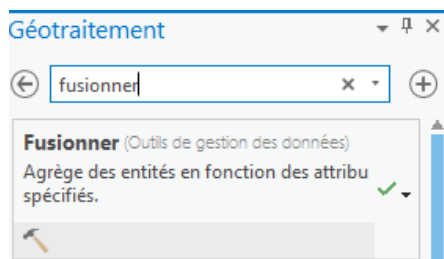 Géotraitement
fusionner
Fusionner (Outils de gestion des données)
Agrège des entités en fonction des attribu
spécifiés.